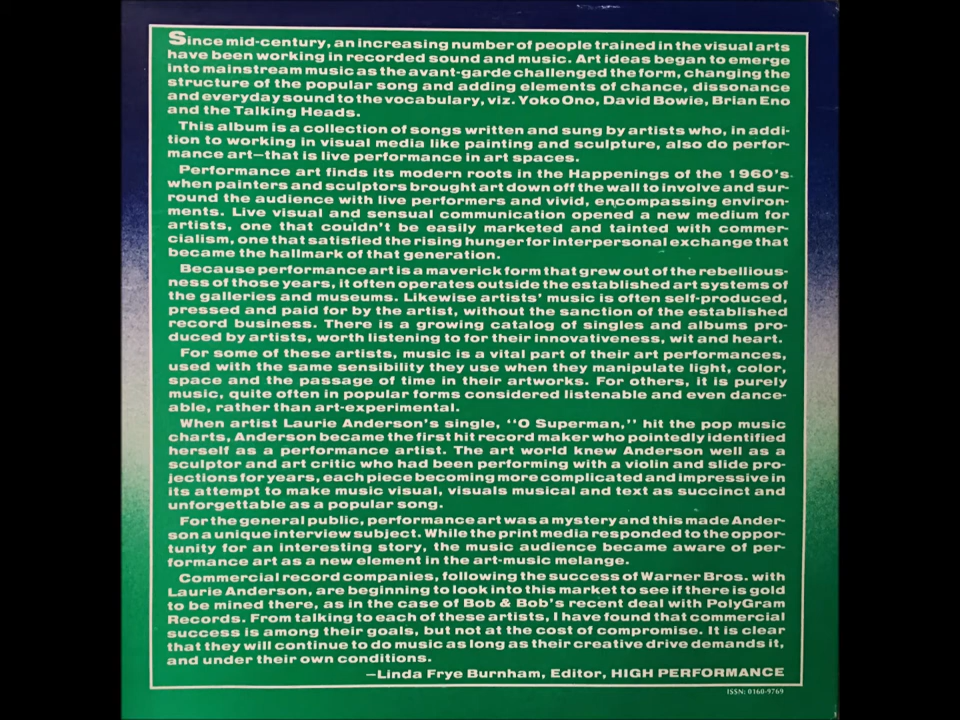 Since mid-century, an increasing number of people trained in the visual arts
have been working in recorded sound and music. Art ideas began to emerge
into mainstream music as the avant-garde challenged the form, changing the
structure of the popular song and adding elements of chance, dissonance
and everyday sound to the vocabulary, viz. Yoko Ono, David Bowie, Brian Eno
and the Talking Heads.
This album is a collection of songs written and sung by artists who, in addi-
tion to working in visual media like painting and sculpture, also do perfor-
mance art—that is live performance in art spaces.
Performance art finds its modern roots in the Happenings of the 1960's
when painters and sculptors brought art down off the wall to involve and sur-
round the audience with live performers and vivid, encompassing environ-
ments. Live visual and sensual communication opened a new medium for
artists, one that couldn't be easily marketed and tainted with commer-
cialism, one that satisfied the rising hunger for interpersonal exchange that
became the hallmark of that generation.
Because performance art is a maverick form that grew out of the rebellious-
ness of those years, it often operates outside the established art systems of
the galleries and museums. Likewise artists' music is often self-produced,
pressed and paid for by the artist, without the sanction of the established
record business. There is a growing catalog of singles and albums pro-
duced by artists, worth listening to for their innovativeness, wit and heart.
For some of these artists, music is a vital part of their art performances,
used with the same sensibility they use when they manipulate light, color,
space and the passage of time in their artworks. For others, it is purely
music, quite often in popular forms considered listenable and even dance-
able, rather than art-experimental.
When artist Laurie Anderson's single, "O Superman," hit the pop music
charts, Anderson became the first hit record maker who pointedly identified
herself as a performance artist. The art world knew Anderson well as a
sculptor and art critic who had been performing with a violin and slide pro-
jections for years, each piece becoming more complicated and impressive in
its attempt to make music visual, visuals musical and text as succinct and
unforgettable as a popular song.
For the general public, performance art was a mystery and this made Ander-
son a unique interview subject. While the print media responded to the oppor-
tunity for an interesting story, the music audience became aware of per-
formance art as a new element in the art-music melange.
Commercial record companies, following the success of Warner Bros. with
Laurie Anderson, are beginning to look into this market to see if there is gold
to be mined there, as in the case of Bob & Bob's recent deal with PolyGram
Records. From talking to each of these artists, I have found that commercial
success is among their goals, but not at the cost of compromise. It is clear
that they will continue to do music as long as their creative drive demands it,
and under their own conditions.
—Linda Frye Burnham, Editor, HIGH PERFORMANCE
ISSN: 0160-9769